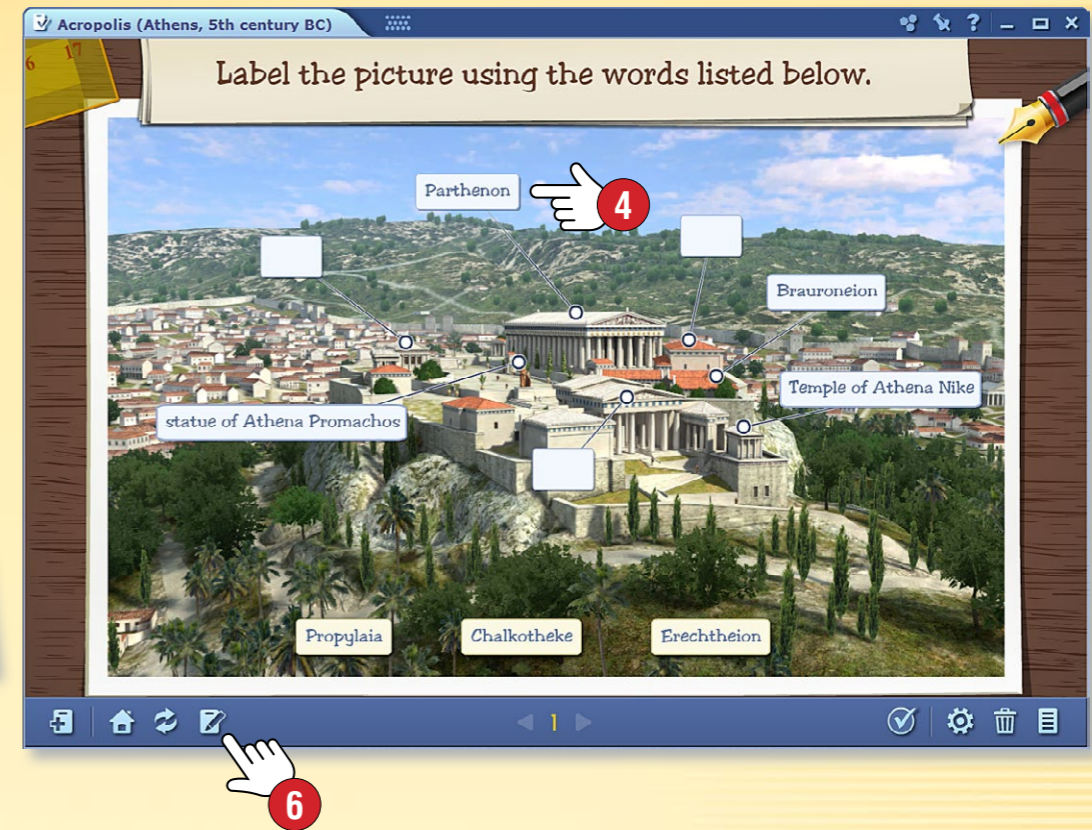 Acropolis (Athens, 5th century BC)
?
6 17
Label the picture using the words listed below.
Parthenon
4
Brauroneion
Temple of Athena Nike
statue of Athena Promachos
Propylaia
Chalkotheke
Erechtheion
1
6